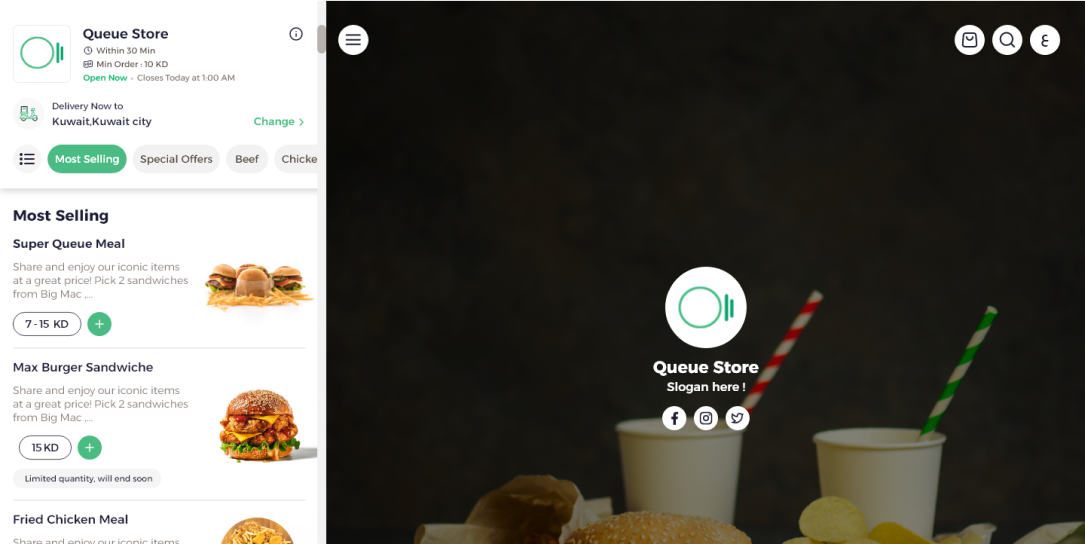 Queue Store
Within 30 Min
Min Order : 10 KD
Open Now - Closes Today at 1:00 AM
Delivery Now to
Kuwait,Kuwait city
Change >
Most Selling
Special Offers
Beef
Chicke
Most Selling
Super Queue Meal
Share and enjoy our iconic items
at a great price! Pick 2 sandwiches
from Big Mac ,...
7 - 15 KD
Max Burger Sandwiche
Share and enjoy our iconic items
at a great price! Pick 2 sandwiches
from Big Mac ,...
15 KD
Limited quantity, will end soon
Fried Chicken Meal
Share and enjoy our iconic items
ع
Queue Store
Slogan here !